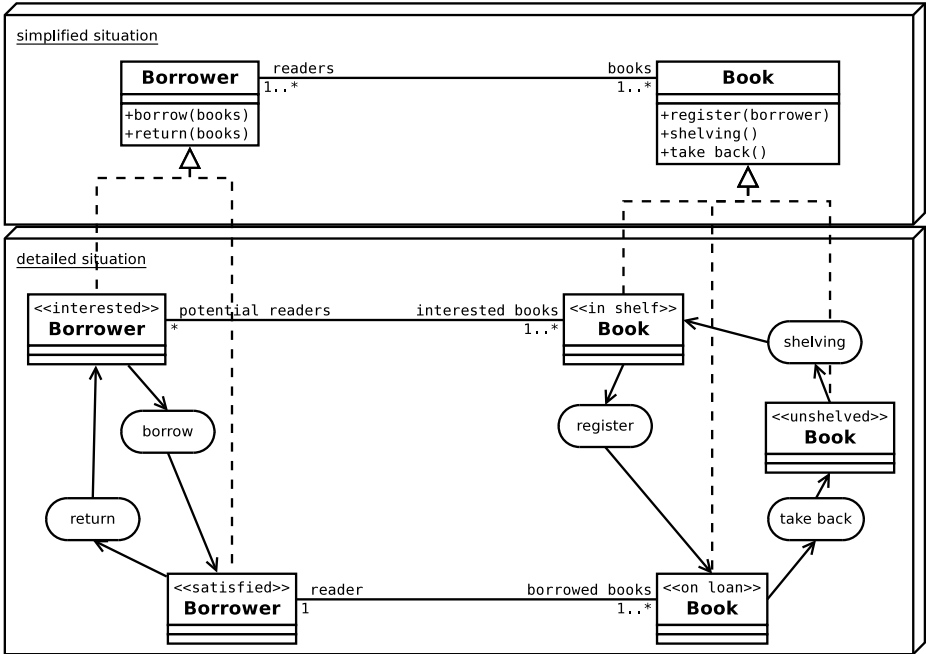 simplified situation
Borrower
+borrow(books)
+return(books)
readers
1..*
books
1..*
Book
+register(borrower)
+shelving()
+take back()
detailed situation
<<interested>>
Borrower
potential readers
*
interested books
1..*
<<in shelf>>
Book
shelving
borrow
register
<<unshelved>>
Book
return
take back
<<satisfied>>
Borrower
reader
1
borrowed books
1..*
<<on loan>>
Book